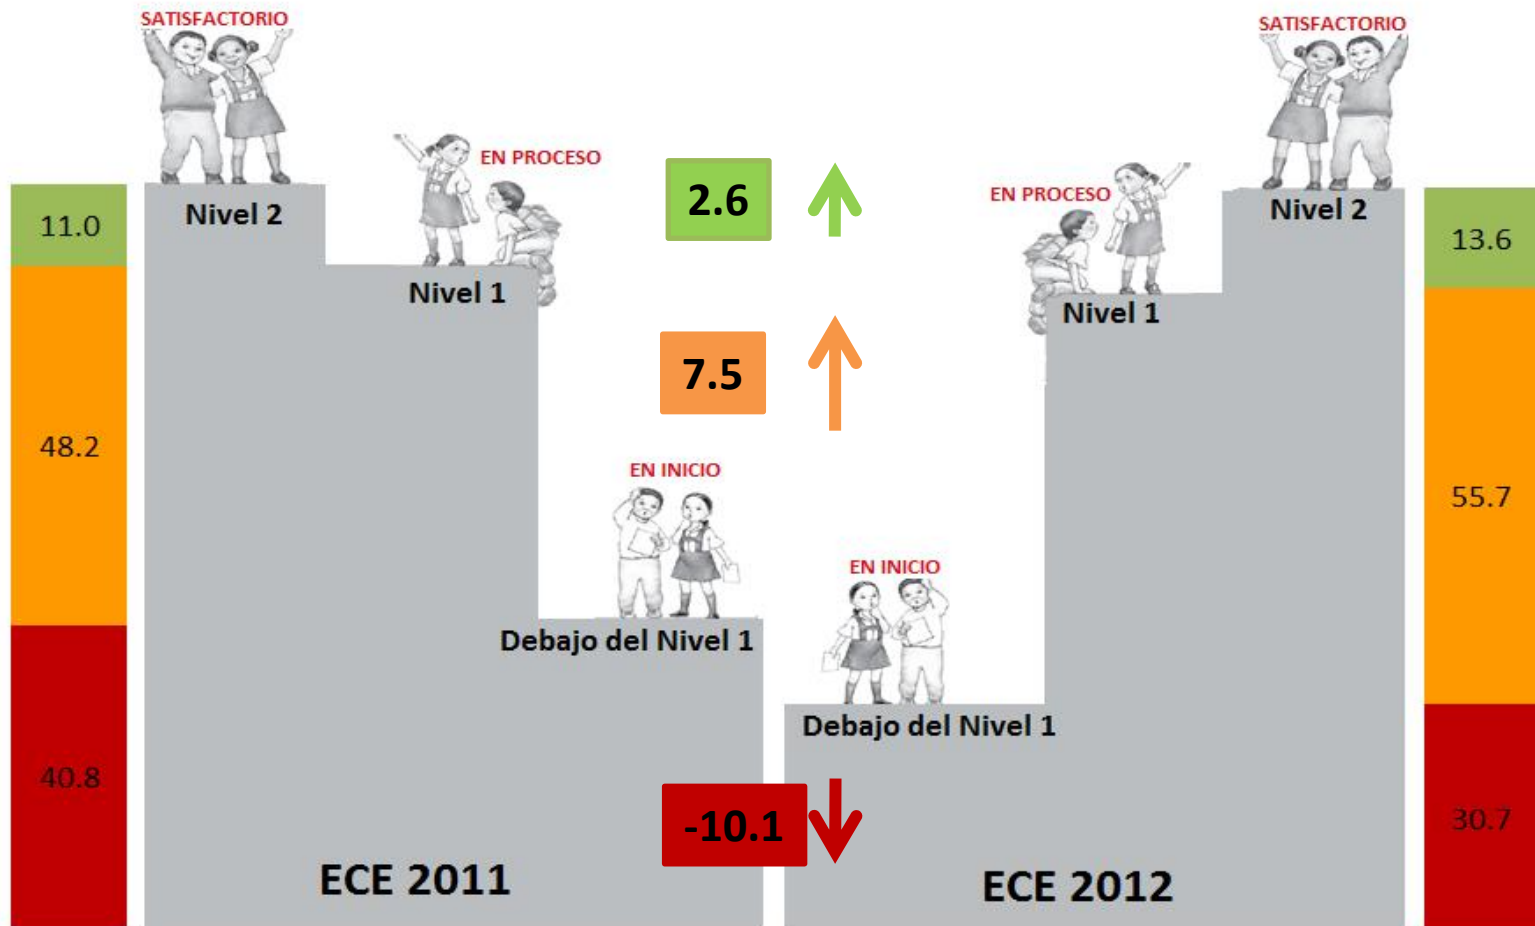 SATISFACTORIO
Nivel 2
EN PROCESO
Nivel 1
EN INICIO
Debajo del Nivel 1
11.0
48.2
40.8
ECE 2011
2.6
7.5
-10.1
SATISFACTORIO
Nivel 2
EN PROCESO
Nivel 1
EN INICIO
Debajo del Nivel 1
13.6
55.7
30.7
ECE 2012